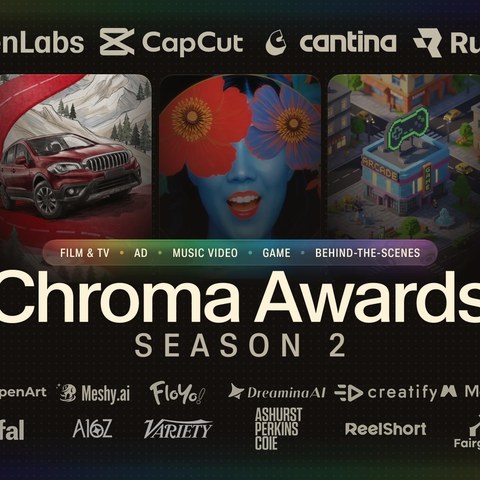 enLabs CapCut cantina Ru
ARCADE
FILM & TV • AD • MUSIC VIDEO • GAME • BEHIND-THE-SCENES
Chroma Awards
SEASON 2
penArt Meshy.ai FloYo! DreaminaAI creatify M
fal A16Z VARIETY ASHURST PERKINS COIE ReelShort Fairg